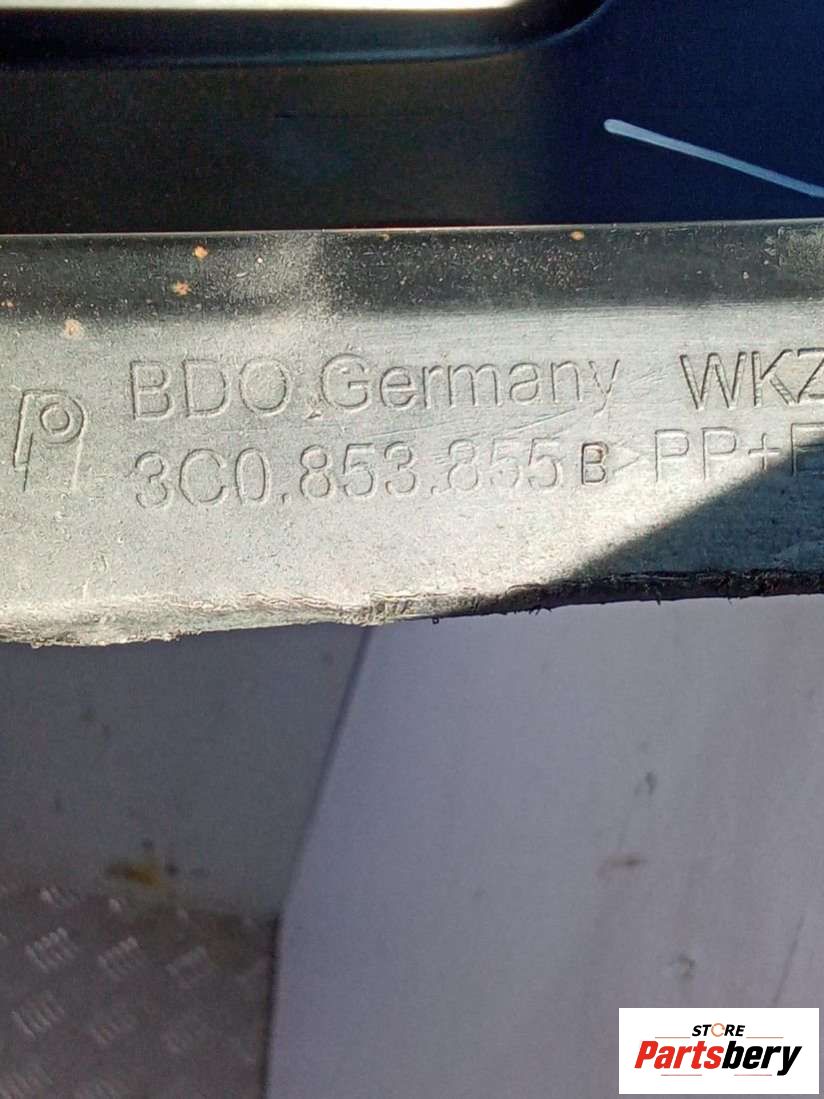 BDO Germany WKZ
3C0.853.855 B >PP+E
STORE
Partsbery